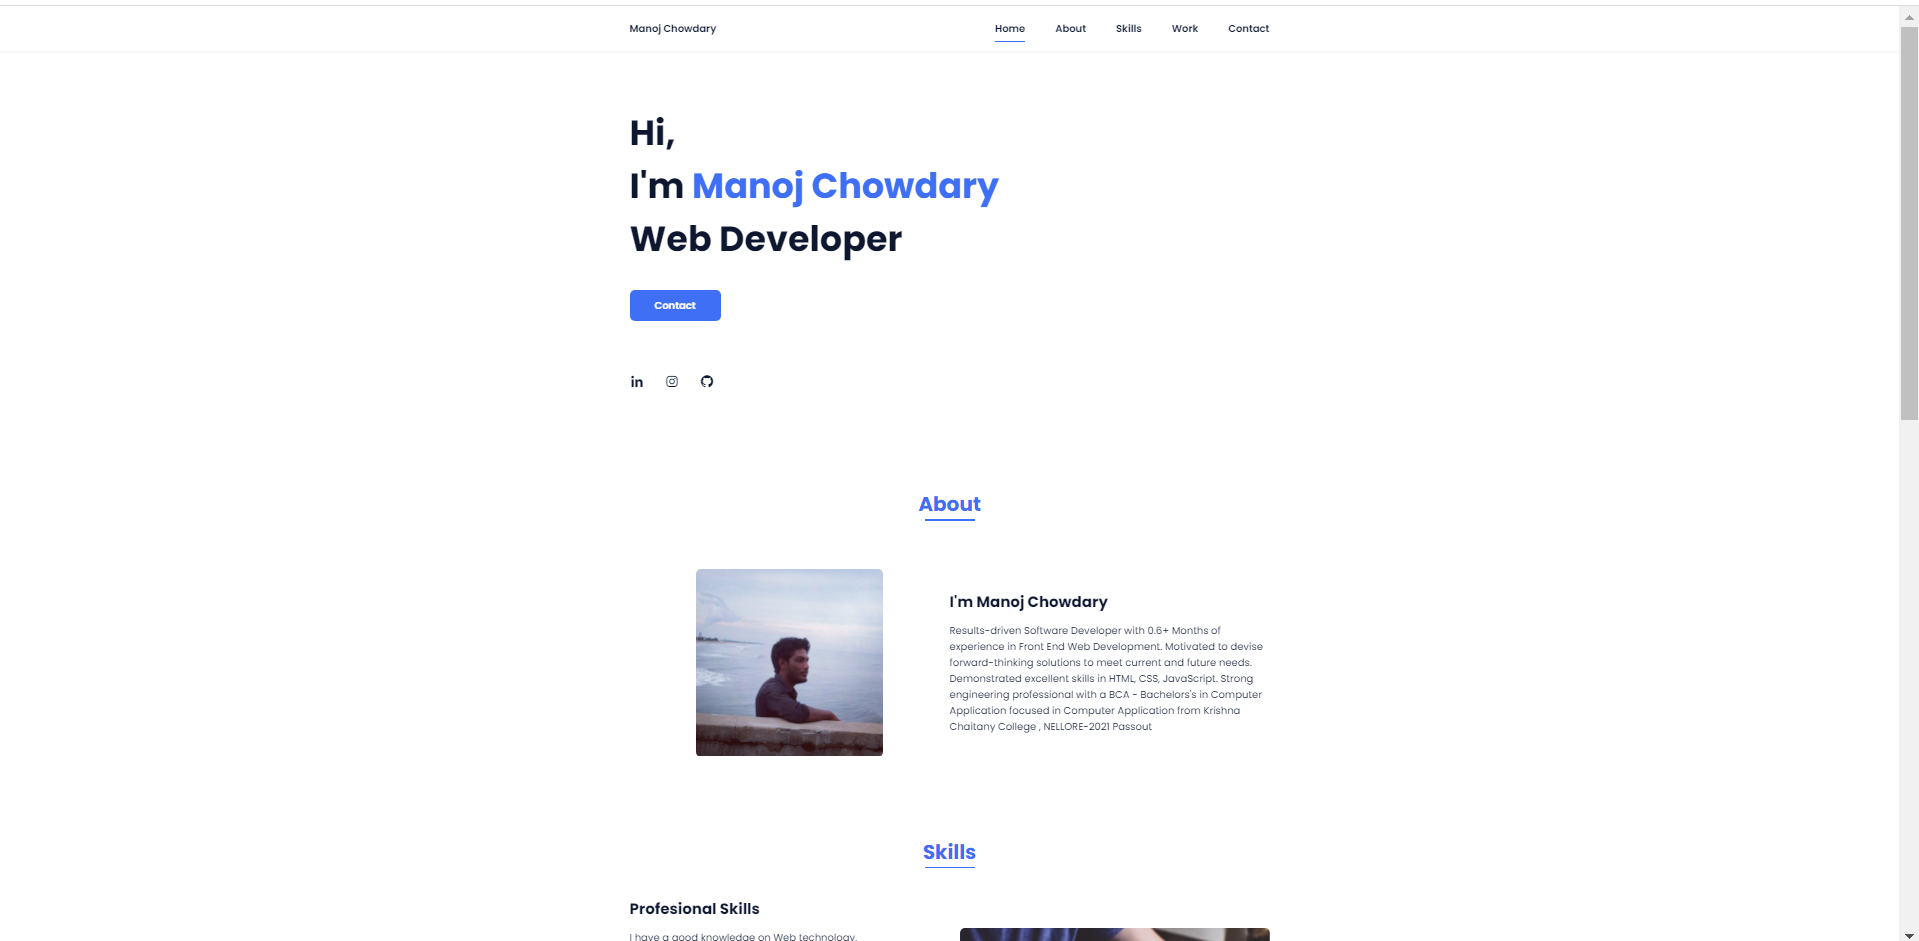 Manoj Chowdary
Home About Skills Work Contact
Hi,
I'm Manoj Chowdary
Web Developer
Contact
in
About
I'm Manoj Chowdary
Results-driven Software Developer with 0.6+ Months of
experience in Front End Web Development. Motivated to devise
forward-thinking solutions to meet current and future needs.
Demonstrated excellent skills in HTML, CSS, JavaScript. Strong
engineering professional with a BCA - Bachelors's in Computer
Application focused in Computer Application from Krishna
Chaitany College , NELLORE-2021 Passout
Skills
Profesional Skills
I have a good knowledge on Web technology.